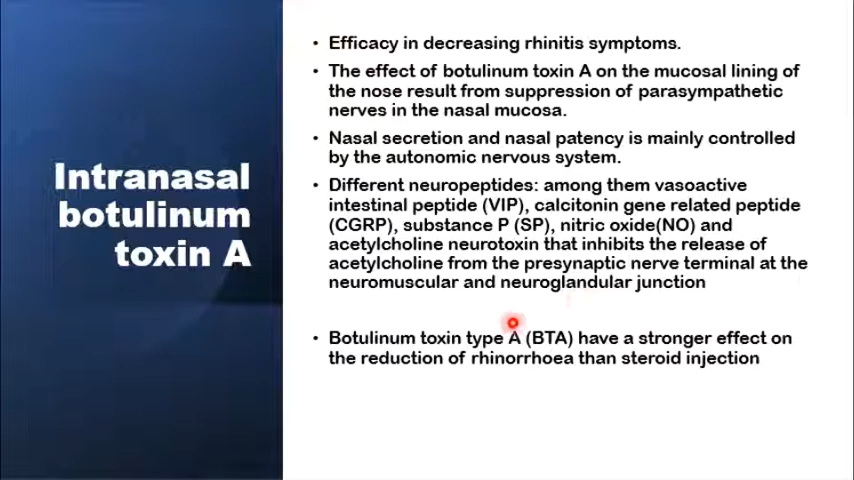 Intranasal
botulinum
toxin A
• Efficacy in decreasing rhinitis symptoms.
• The effect of botulinum toxin A on the mucosal lining of
the nose result from suppression of parasympathetic
nerves in the nasal mucosa.
• Nasal secretion and nasal patency is mainly controlled
by the autonomic nervous system.
• Different neuropeptides: among them vasoactive
intestinal peptide (VIP), calcitonin gene related peptide
(CGRP), substance P (SP), nitric oxide(NO) and
acetylcholine neurotoxin that inhibits the release of
acetylcholine from the presynaptic nerve terminal at the
neuromuscular and neuroglandular junction
• Botulinum toxin type A (BTA) have a stronger effect on
the reduction of rhinorrhoea than steroid injection